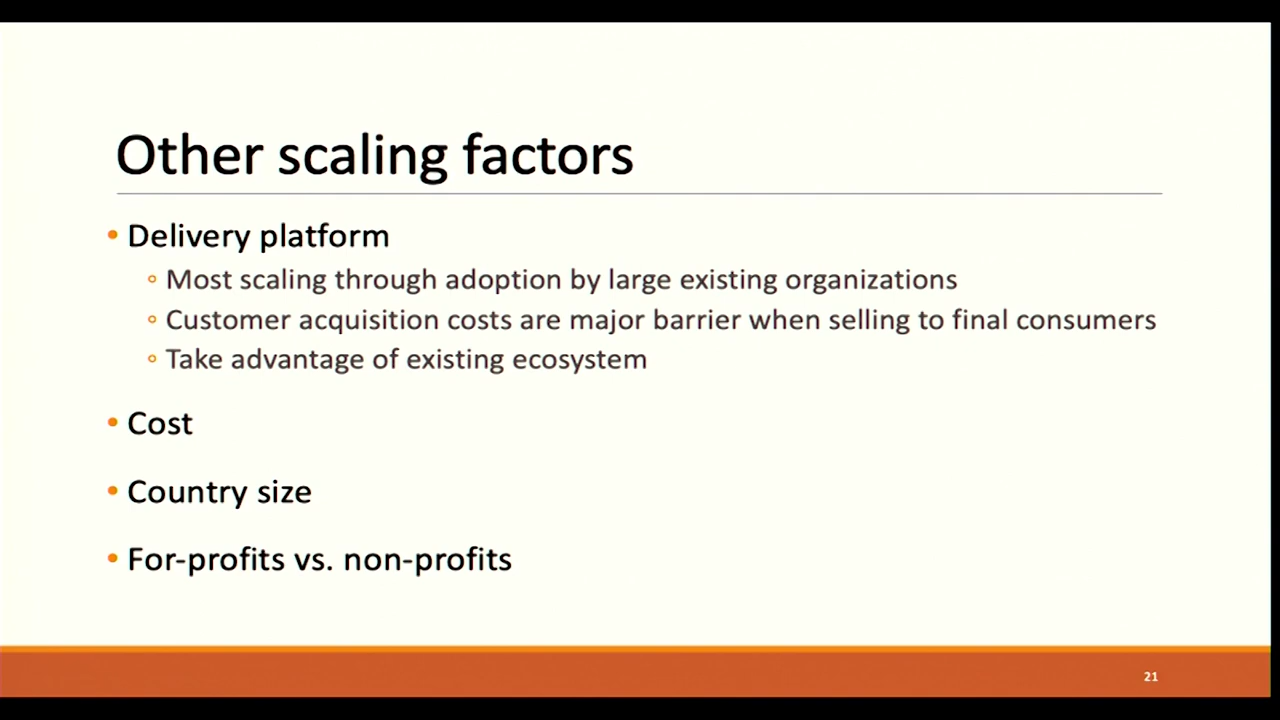 Other scaling factors
• Delivery platform
◦ Most scaling through adoption by large existing organizations
◦ Customer acquisition costs are major barrier when selling to final consumers
◦ Take advantage of existing ecosystem
• Cost
• Country size
• For-profits vs. non-profits
21